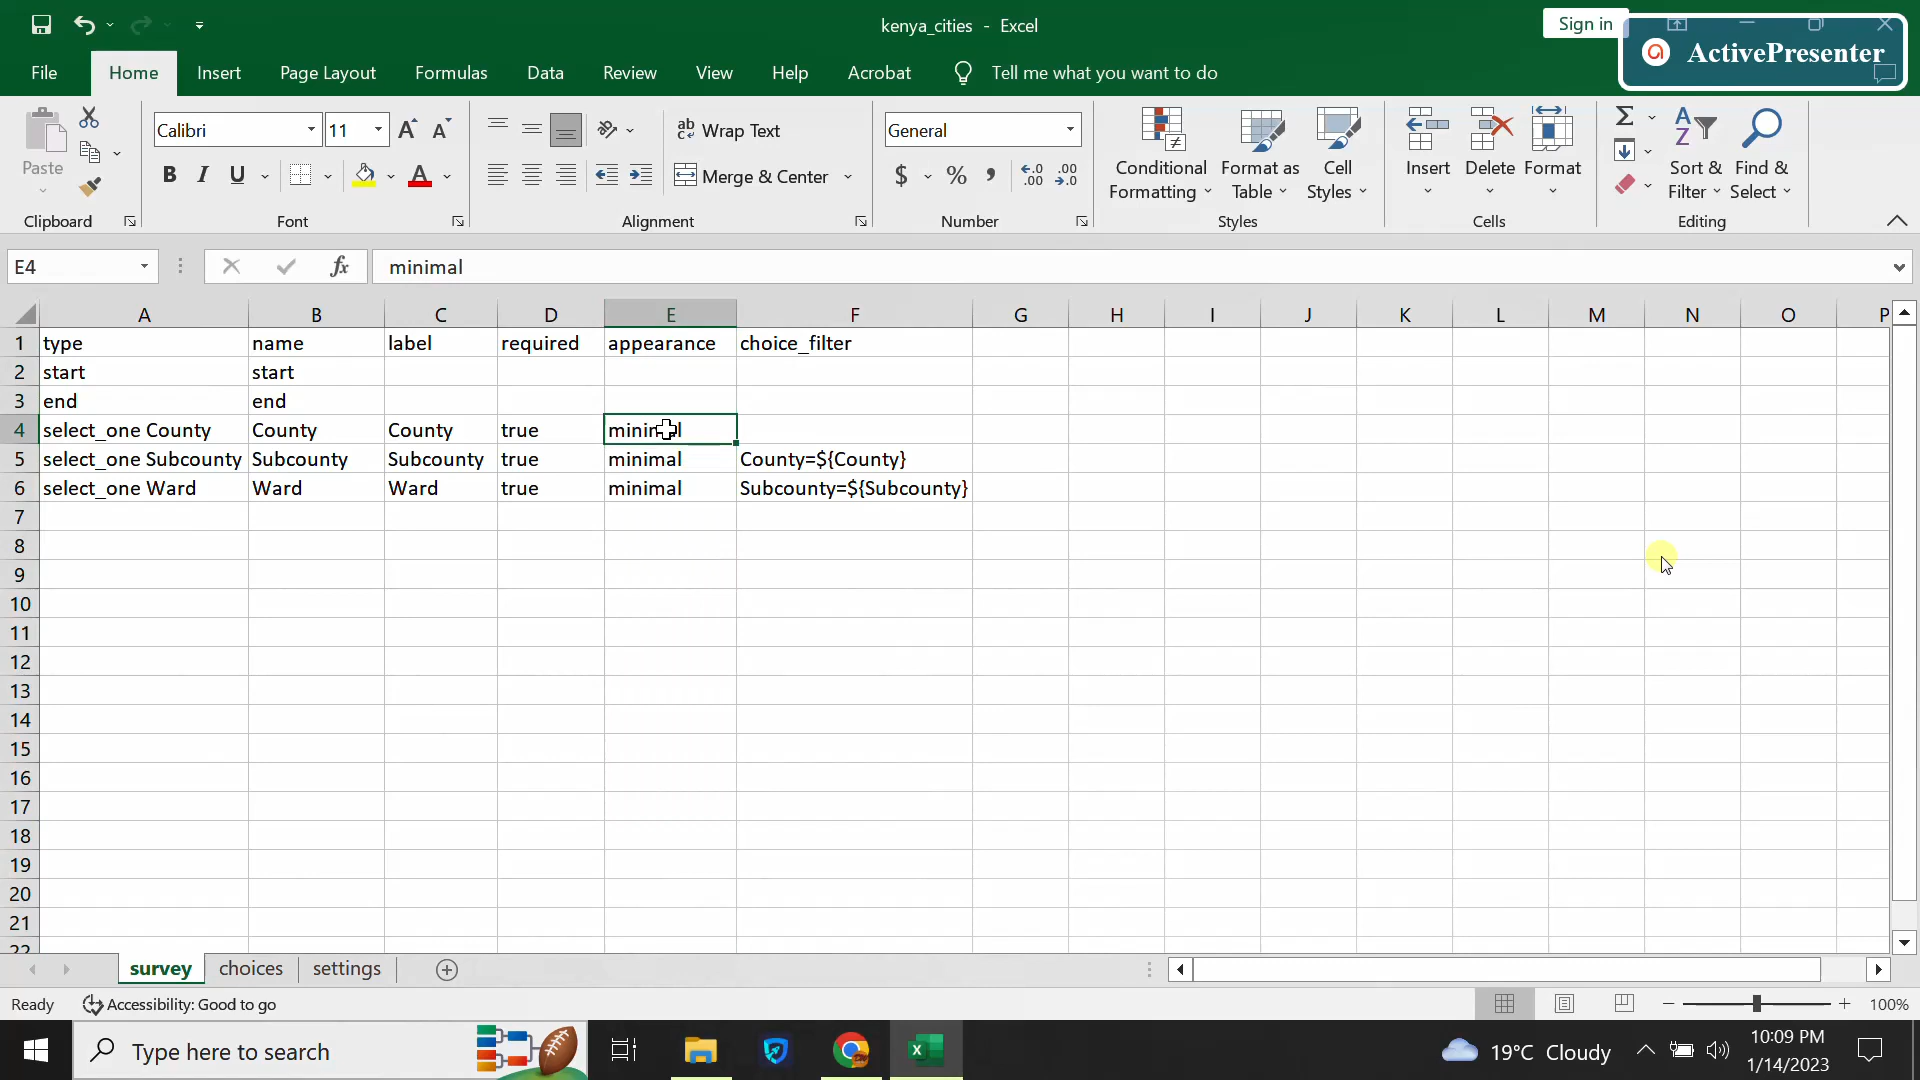 kenya_cities - Excel
Sign in
ActivePresenter
File Home Insert Page Layout Formulas Data Review View Help Acrobat Tell me what you want to do
Paste
Clipboard
Calibri 11
B I U
Font
Wrap Text
Merge & Center
Alignment
General
$ % ,
Number
Conditional Formatting
Format as Table
Cell Styles
Styles
Insert
Delete
Format
Cells
Sort & Filter
Find & Select
Editing
E4 fx minimal
A B C D E F G H I J K L M N O P
1 type name label required appearance choice_filter
2 start start
3 end end
4 select_one County County County true minimal
5 select_one Subcounty Subcounty Subcounty true minimal County=${County}
6 select_one Ward Ward Ward true minimal Subcounty=${Subcounty}
7
8
9
10
11
12
13
14
15
16
17
18
19
20
21
22
survey choices settings
Ready Accessibility: Good to go 100%
Type here to search
19°C Cloudy
10:09 PM
1/14/2023